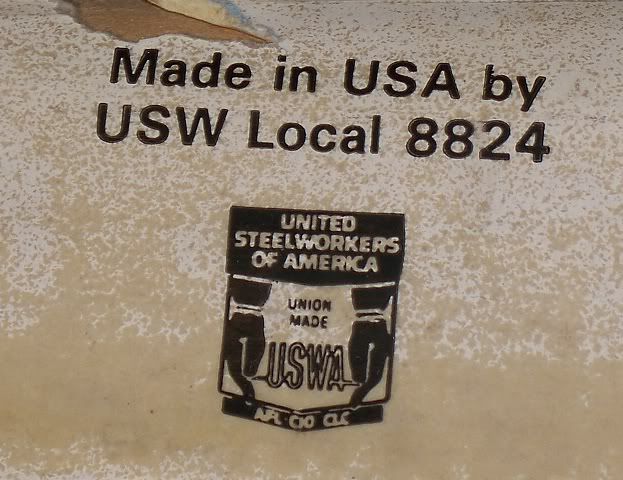 Made in USA by
USW Local 8824
UNITED
STEELWORKERS
OF AMERICA
UNION
MADE
USWA
AFL CIO CLC